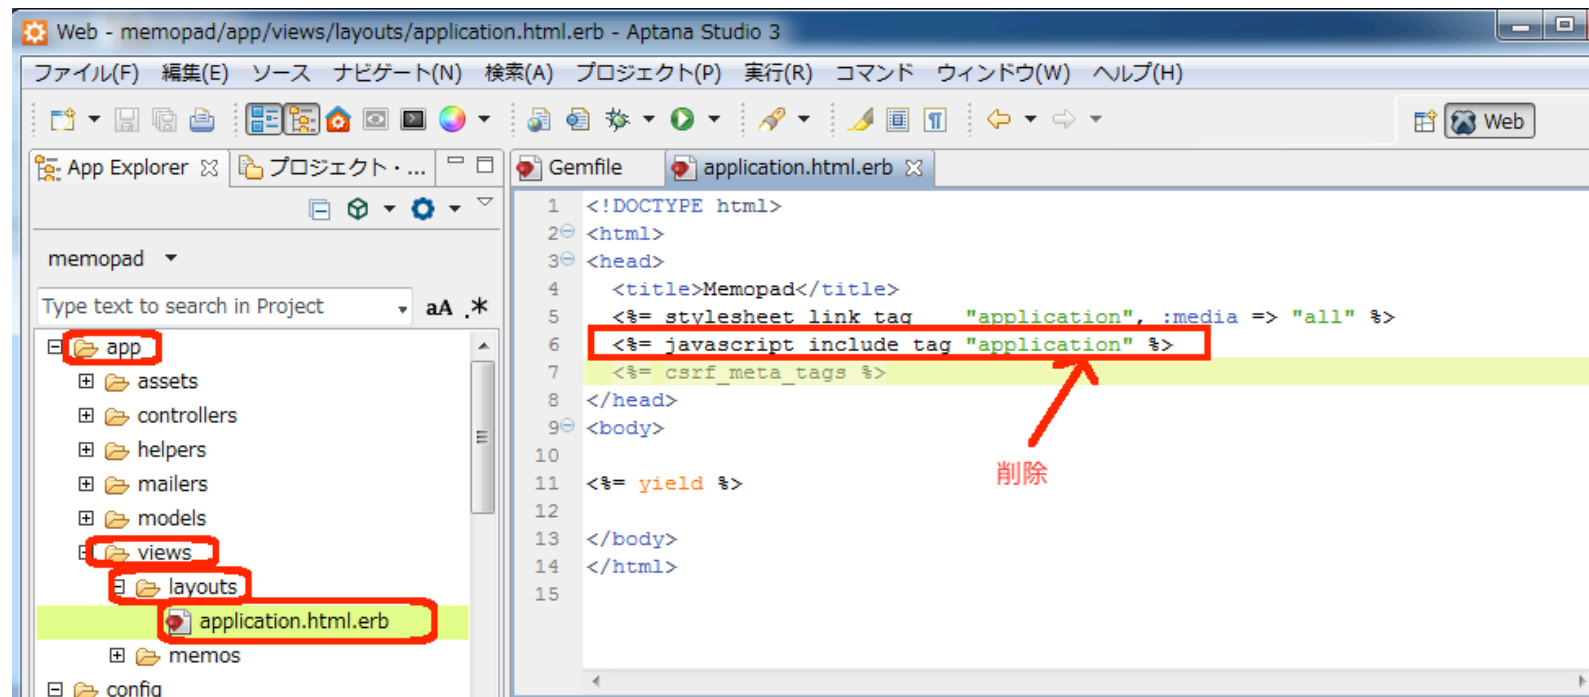 Web - memopad/app/views/layouts/application.html.erb - Aptana Studio 3
ファイル(F) 編集(E) ソース ナビゲート(N) 検索(A) プロジェクト(P) 実行(R) コマンド ウィンドウ(W) ヘルプ(H)
Web
App Explorer プロジェクト・... Gemfile application.html.erb
memopad
Type text to search in Project aA .*
app
assets
controllers
helpers
mailers
models
views
layouts
application.html.erb
memos
config
1 <!DOCTYPE html>
2 <html>
3 <head>
4 <title>Memopad</title>
5 <%= stylesheet_link_tag    "application", :media => "all" %>
6 <%= javascript_include_tag "application" %>
7 <%= csrf_meta_tags %>
8 </head>
9 <body>
10
11 <%= yield %>
12
13 </body>
14 </html>
15
削除